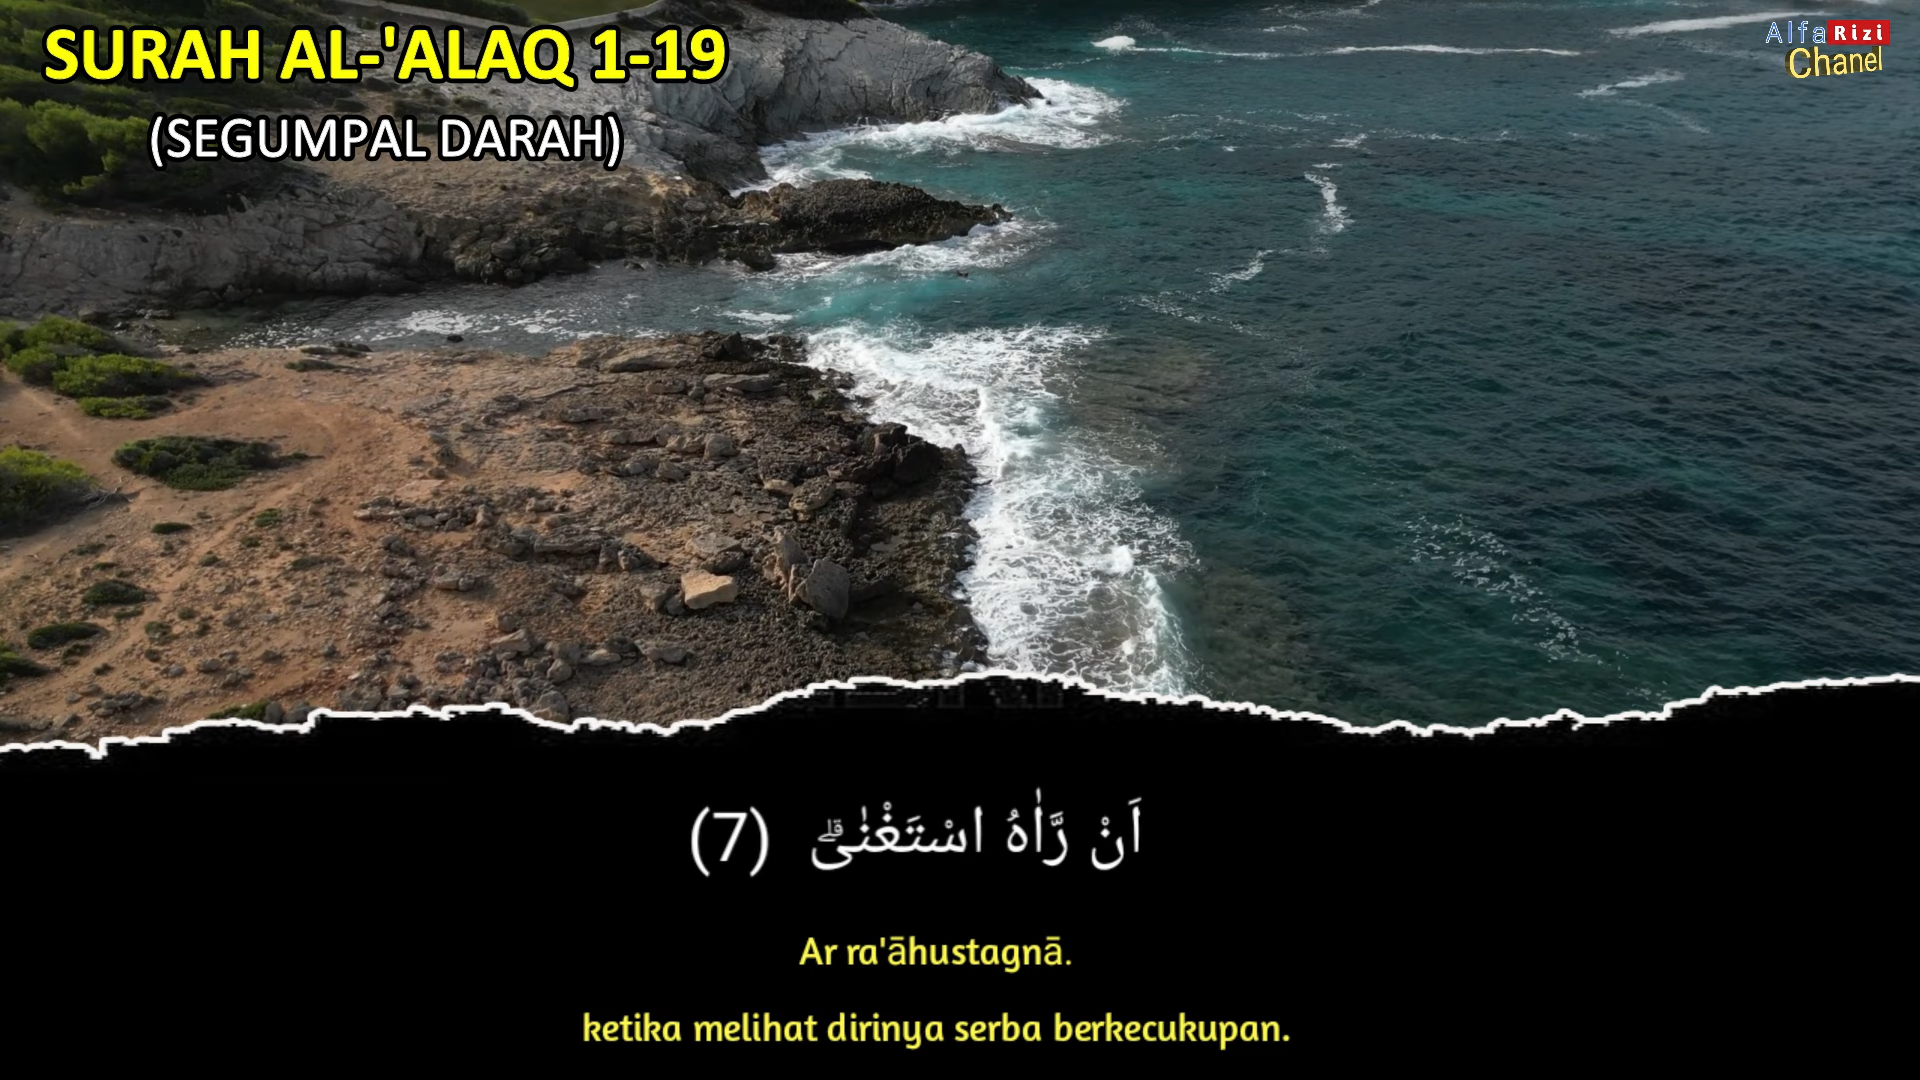 SURAH AL-'ALAQ 1-19
(SEGUMPAL DARAH)
Alfa Rizi
Chanel
اَنْ رَّاٰهُ اسْتَغْنٰىۗ (7)
Ar ra'āhustagnā.
ketika melihat dirinya serba berkecukupan.